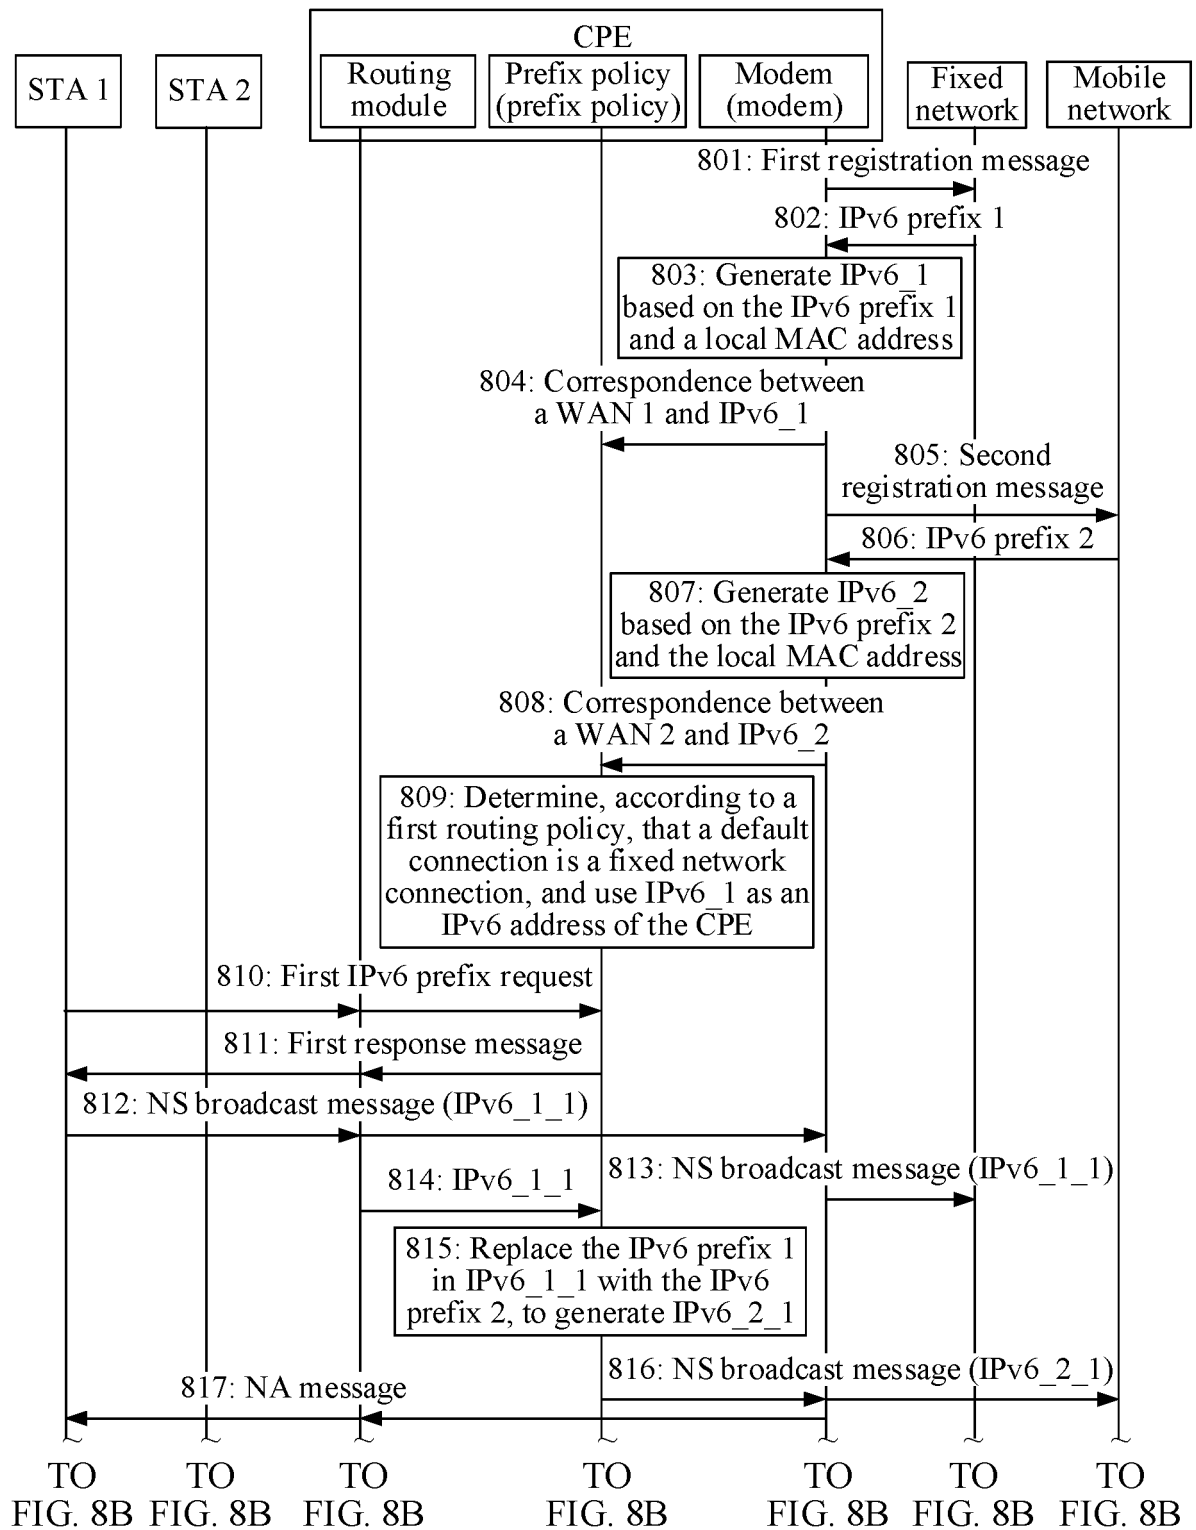 CPE
STA 1
STA 2
Routing
module
Prefix policy
(prefix policy)
Modem
(modem)
Fixed
network
Mobile
network
801: First registration message
802: IPv6 prefix 1
803: Generate IPv6_1
based on the IPv6 prefix 1
and a local MAC address
804: Correspondence between
a WAN 1 and IPv6_1
805: Second
registration message
806: IPv6 prefix 2
807: Generate IPv6_2
based on the IPv6 prefix 2
and the local MAC address
808: Correspondence between
a WAN 2 and IPv6_2
809: Determine, according to a
first routing policy, that a default
connection is a fixed network
connection, and use IPv6_1 as an
IPv6 address of the CPE
810: First IPv6 prefix request
811: First response message
812: NS broadcast message (IPv6_1_1)
813: NS broadcast message (IPv6_1_1)
814: IPv6_1_1
815: Replace the IPv6 prefix 1
in IPv6_1_1 with the IPv6
prefix 2, to generate IPv6_2_1
816: NS broadcast message (IPv6_2_1)
817: NA message
TO
FIG. 8B
TO
FIG. 8B
TO
FIG. 8B
TO
FIG. 8B
TO
FIG. 8B
TO
FIG. 8B
TO
FIG. 8B